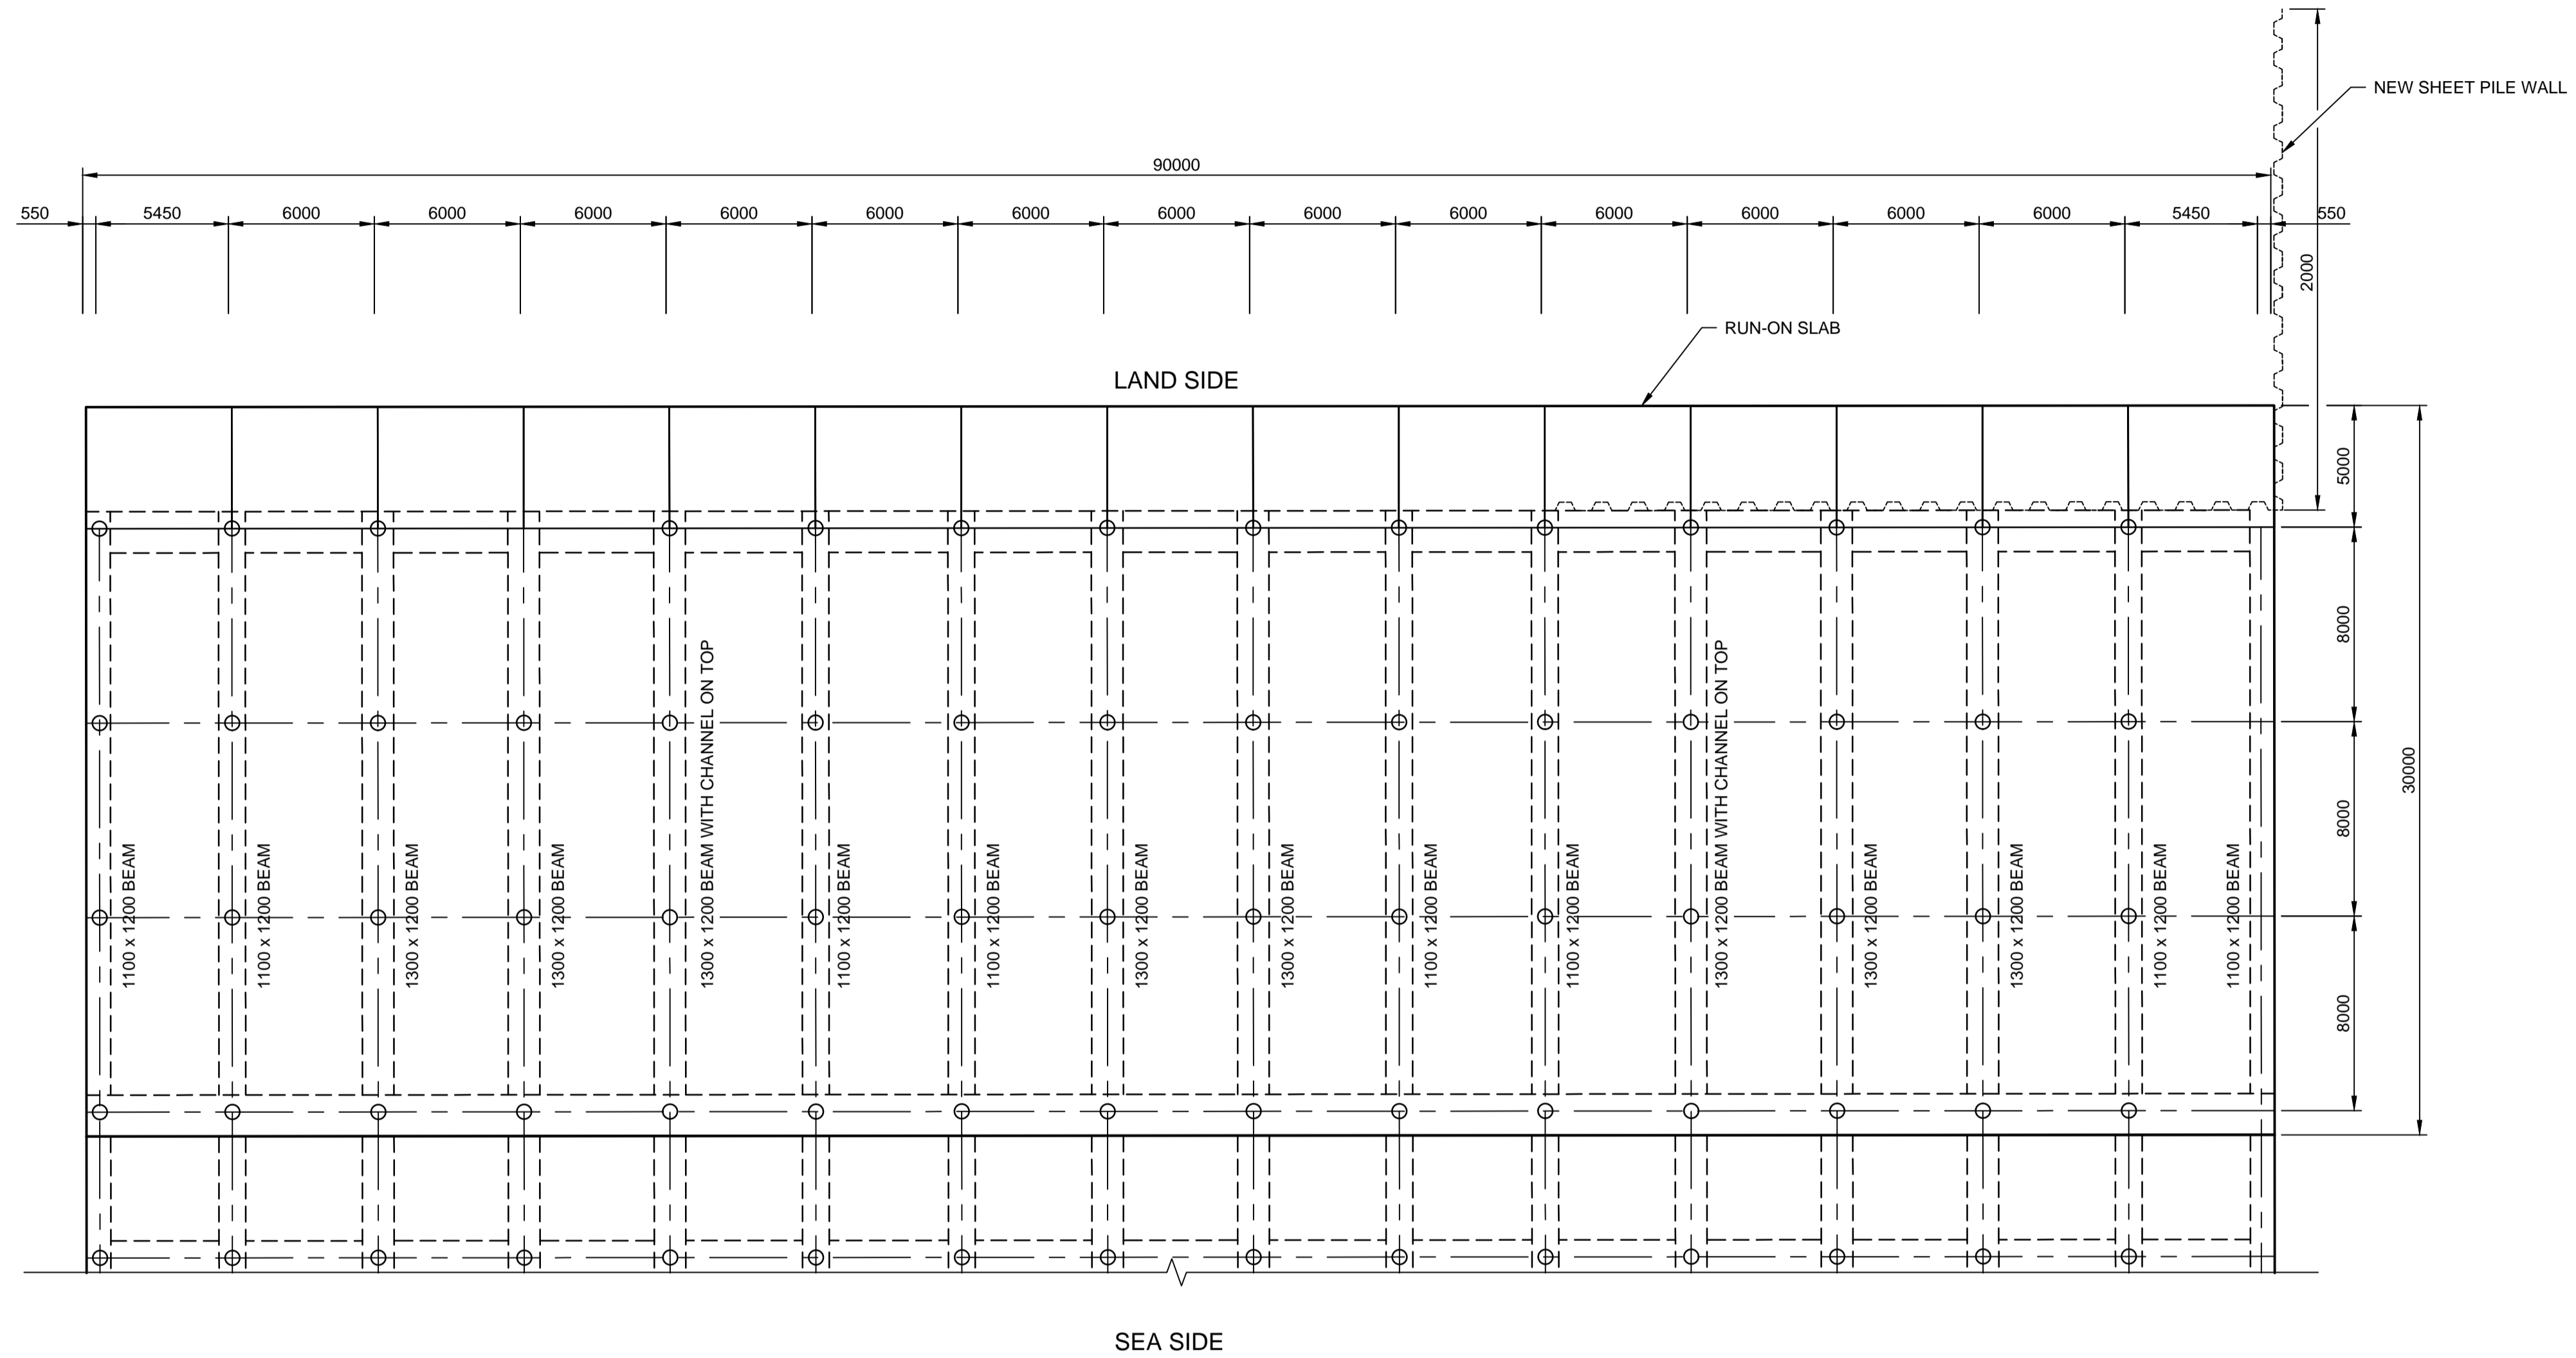 NEW SHEET PILE WALL
90000
550 5450 6000 6000 6000 6000 6000 6000 6000 6000 6000 6000 6000 6000 6000 5450 550
2000
RUN-ON SLAB
LAND SIDE
5000
8000
8000
8000
30000
1100 x 1200 BEAM
1100 x 1200 BEAM
1300 x 1200 BEAM
1300 x 1200 BEAM
1300 x 1200 BEAM WITH CHANNEL ON TOP
1100 x 1200 BEAM
1100 x 1200 BEAM
1300 x 1200 BEAM
1300 x 1200 BEAM
1100 x 1200 BEAM
1100 x 1200 BEAM
1300 x 1200 BEAM WITH CHANNEL ON TOP
1300 x 1200 BEAM
1300 x 1200 BEAM
1100 x 1200 BEAM
1100 x 1200 BEAM
SEA SIDE